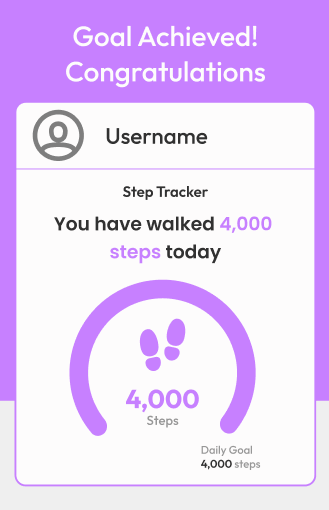 Goal Achieved!
Congratulations
Username
Step Tracker
You have walked 4,000
steps today
4,000
Steps
Daily Goal
4,000 steps